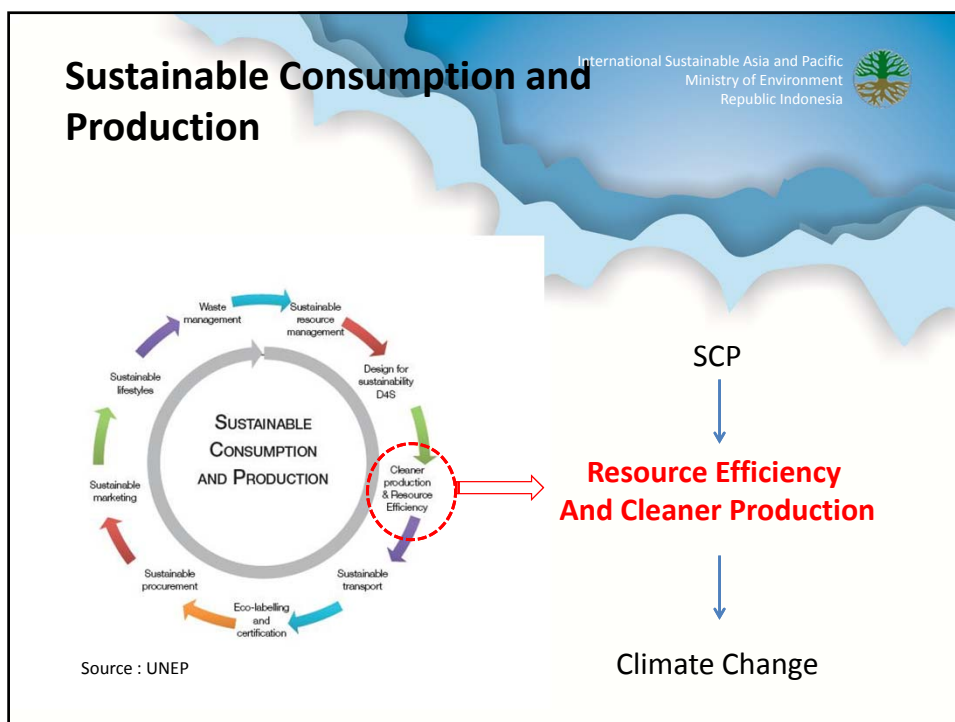 Sustainable Consumption and
Production
International Sustainable Asia and Pacific
Ministry of Environment
Republic Indonesia
Waste
management
Sustainable
resource
management
Design for
sustainability
D4S
Cleaner
production
& Resource
Efficiency
Sustainable
transport
Eco-labelling
and
certification
Sustainable
procurement
Sustainable
marketing
Sustainable
lifestyles
SUSTAINABLE
CONSUMPTION
AND PRODUCTION
SCP
Resource Efficiency
And Cleaner Production
Climate Change
Source : UNEP